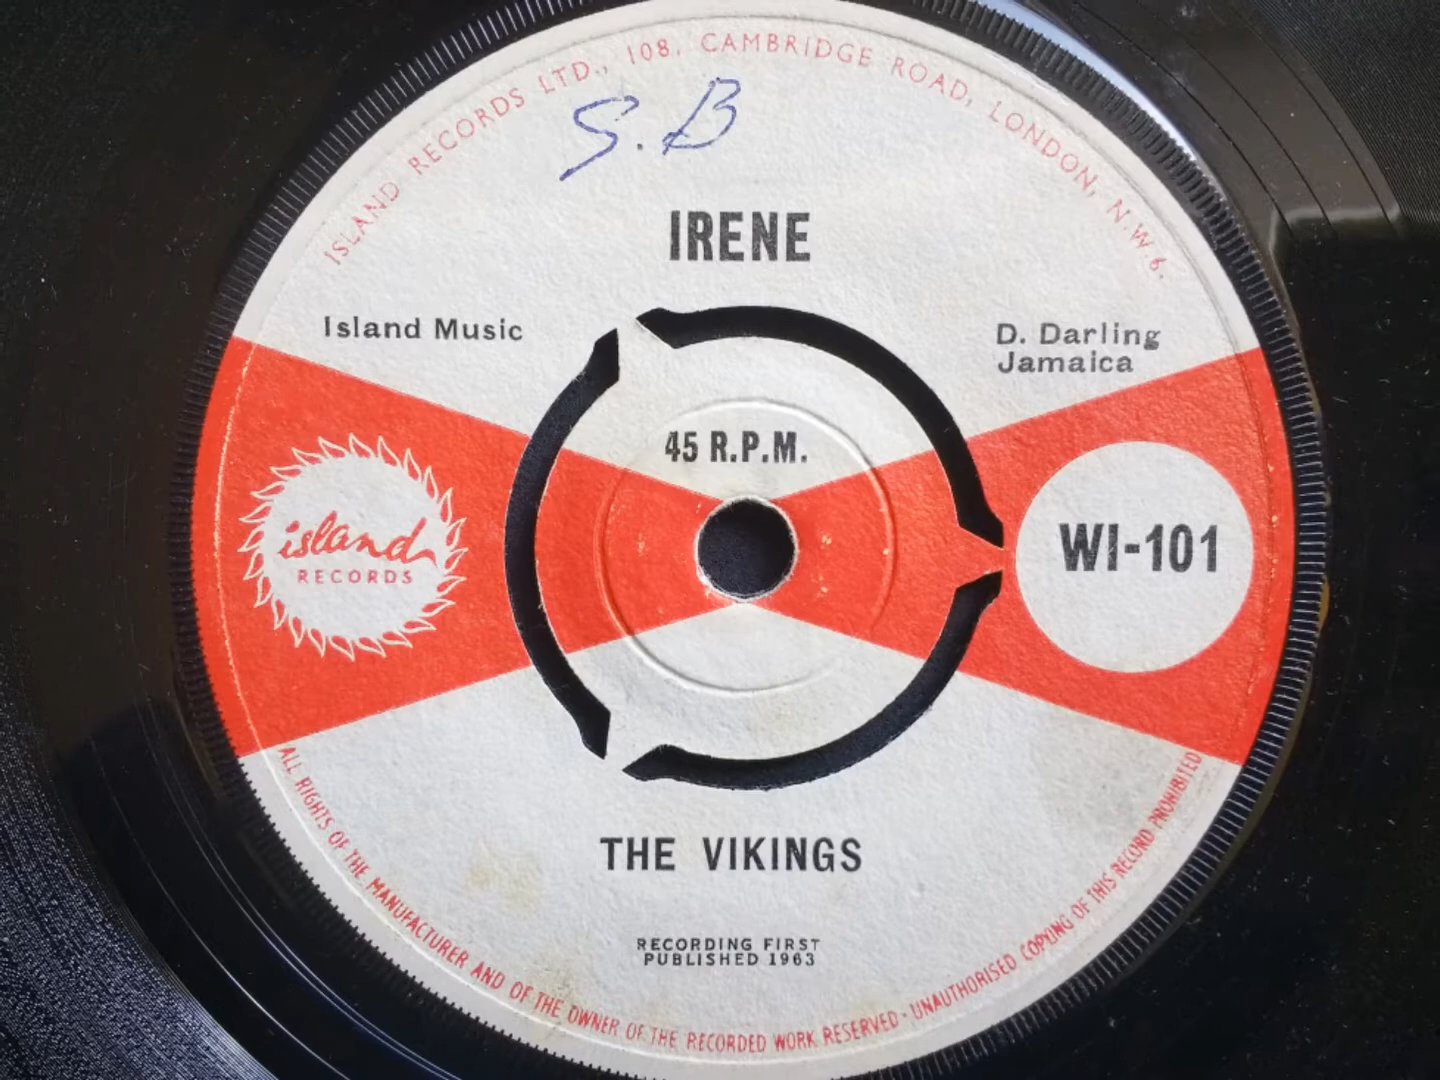 ISLAND RECORDS LTD., 108, CAMBRIDGE ROAD, LONDON, N.W.6.
S.B
IRENE
Island Music
D. Darling
Jamaica
45 R.P.M.
island
RECORDS
WI-101
THE VIKINGS
RECORDING FIRST
PUBLISHED 1963
ALL RIGHTS OF THE MANUFACTURER AND OF THE OWNER OF THE RECORDED WORK RESERVED · UNAUTHORISED COPYING OF THIS RECORD PROHIBITED